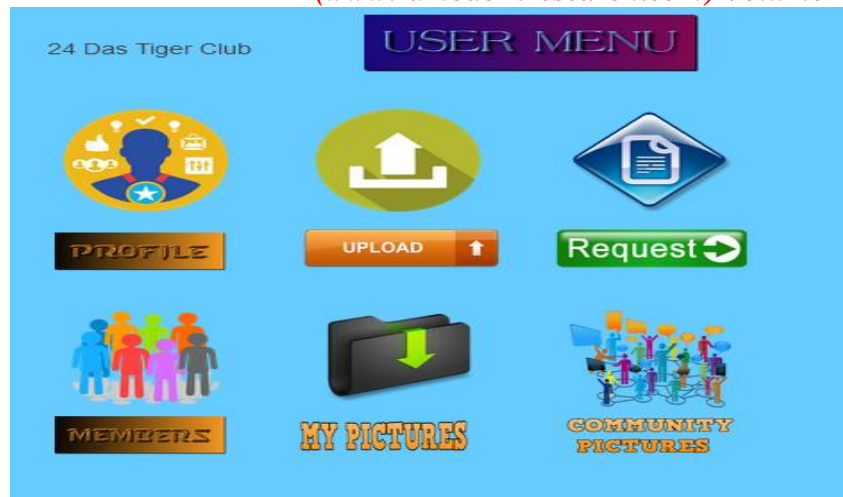 24 Das Tiger Club
USER MENU
PROFILE
UPLOAD
Request
MEMBERS
MY PICTURES
COMMUNITY
PICTURES